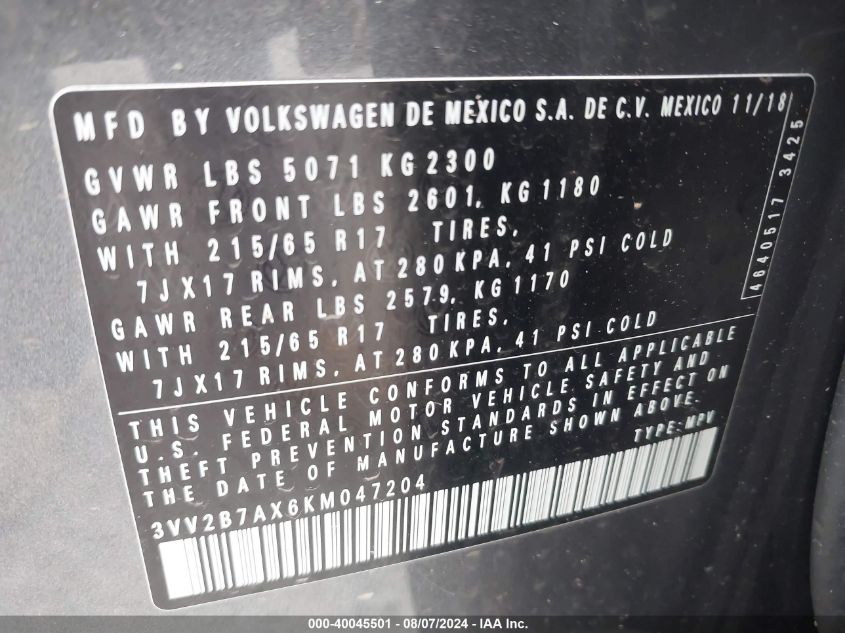 MFD BY VOLKSWAGEN DE MEXICO S.A. DE C.V. MEXICO 11/18
GVWR LBS 5071 KG 2300
GAWR FRONT LBS 2601, KG 1180
WITH 215/65 R17 TIRES,
7JX17 RIMS, AT 280 KPA, 41 PSI COLD
GAWR REAR LBS 2579, KG 1170
WITH 215/65 R17 TIRES,
7JX17 RIMS, AT 280 KPA, 41 PSI COLD
4640517 3425
THIS VEHICLE CONFORMS TO ALL APPLICABLE
U.S. FEDERAL MOTOR VEHICLE SAFETY AND
THEFT PREVENTION STANDARDS IN EFFECT ON
THE DATE OF MANUFACTURE SHOWN ABOVE.
TYPE: MPV
3VV2B7AX6KM047204
000-40045501 - 08/07/2024 - IAA Inc.